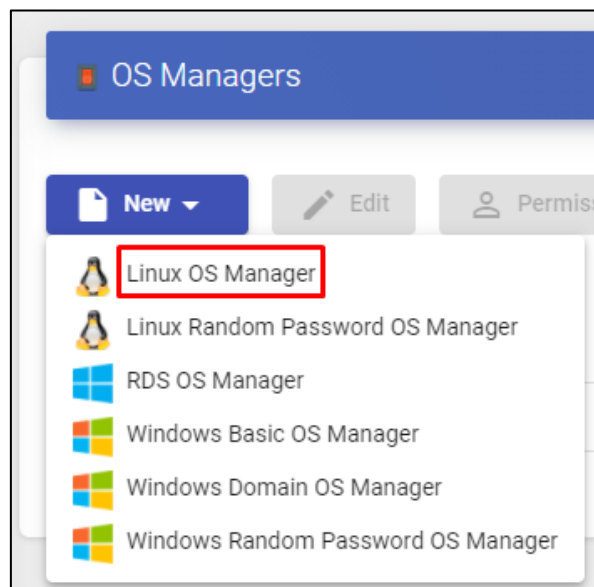 OS Managers
New Edit Permiss
Linux OS Manager
Linux Random Password OS Manager
RDS OS Manager
Windows Basic OS Manager
Windows Domain OS Manager
Windows Random Password OS Manager